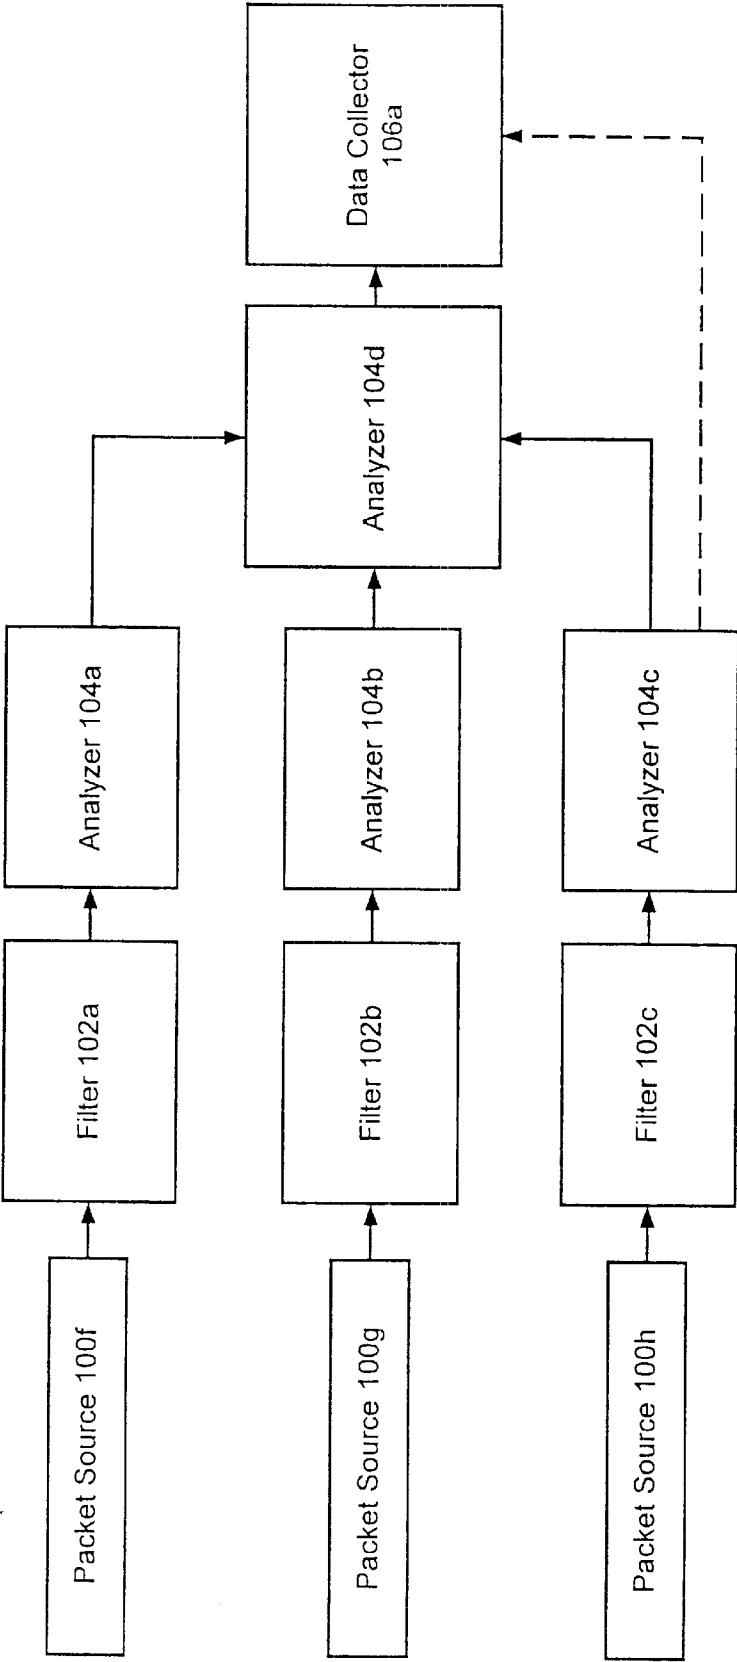 Packet Source 100f
Filter 102a
Analyzer 104a
Packet Source 100g
Filter 102b
Analyzer 104b
Analyzer 104d
Data Collector
106a
Packet Source 100h
Filter 102c
Analyzer 104c